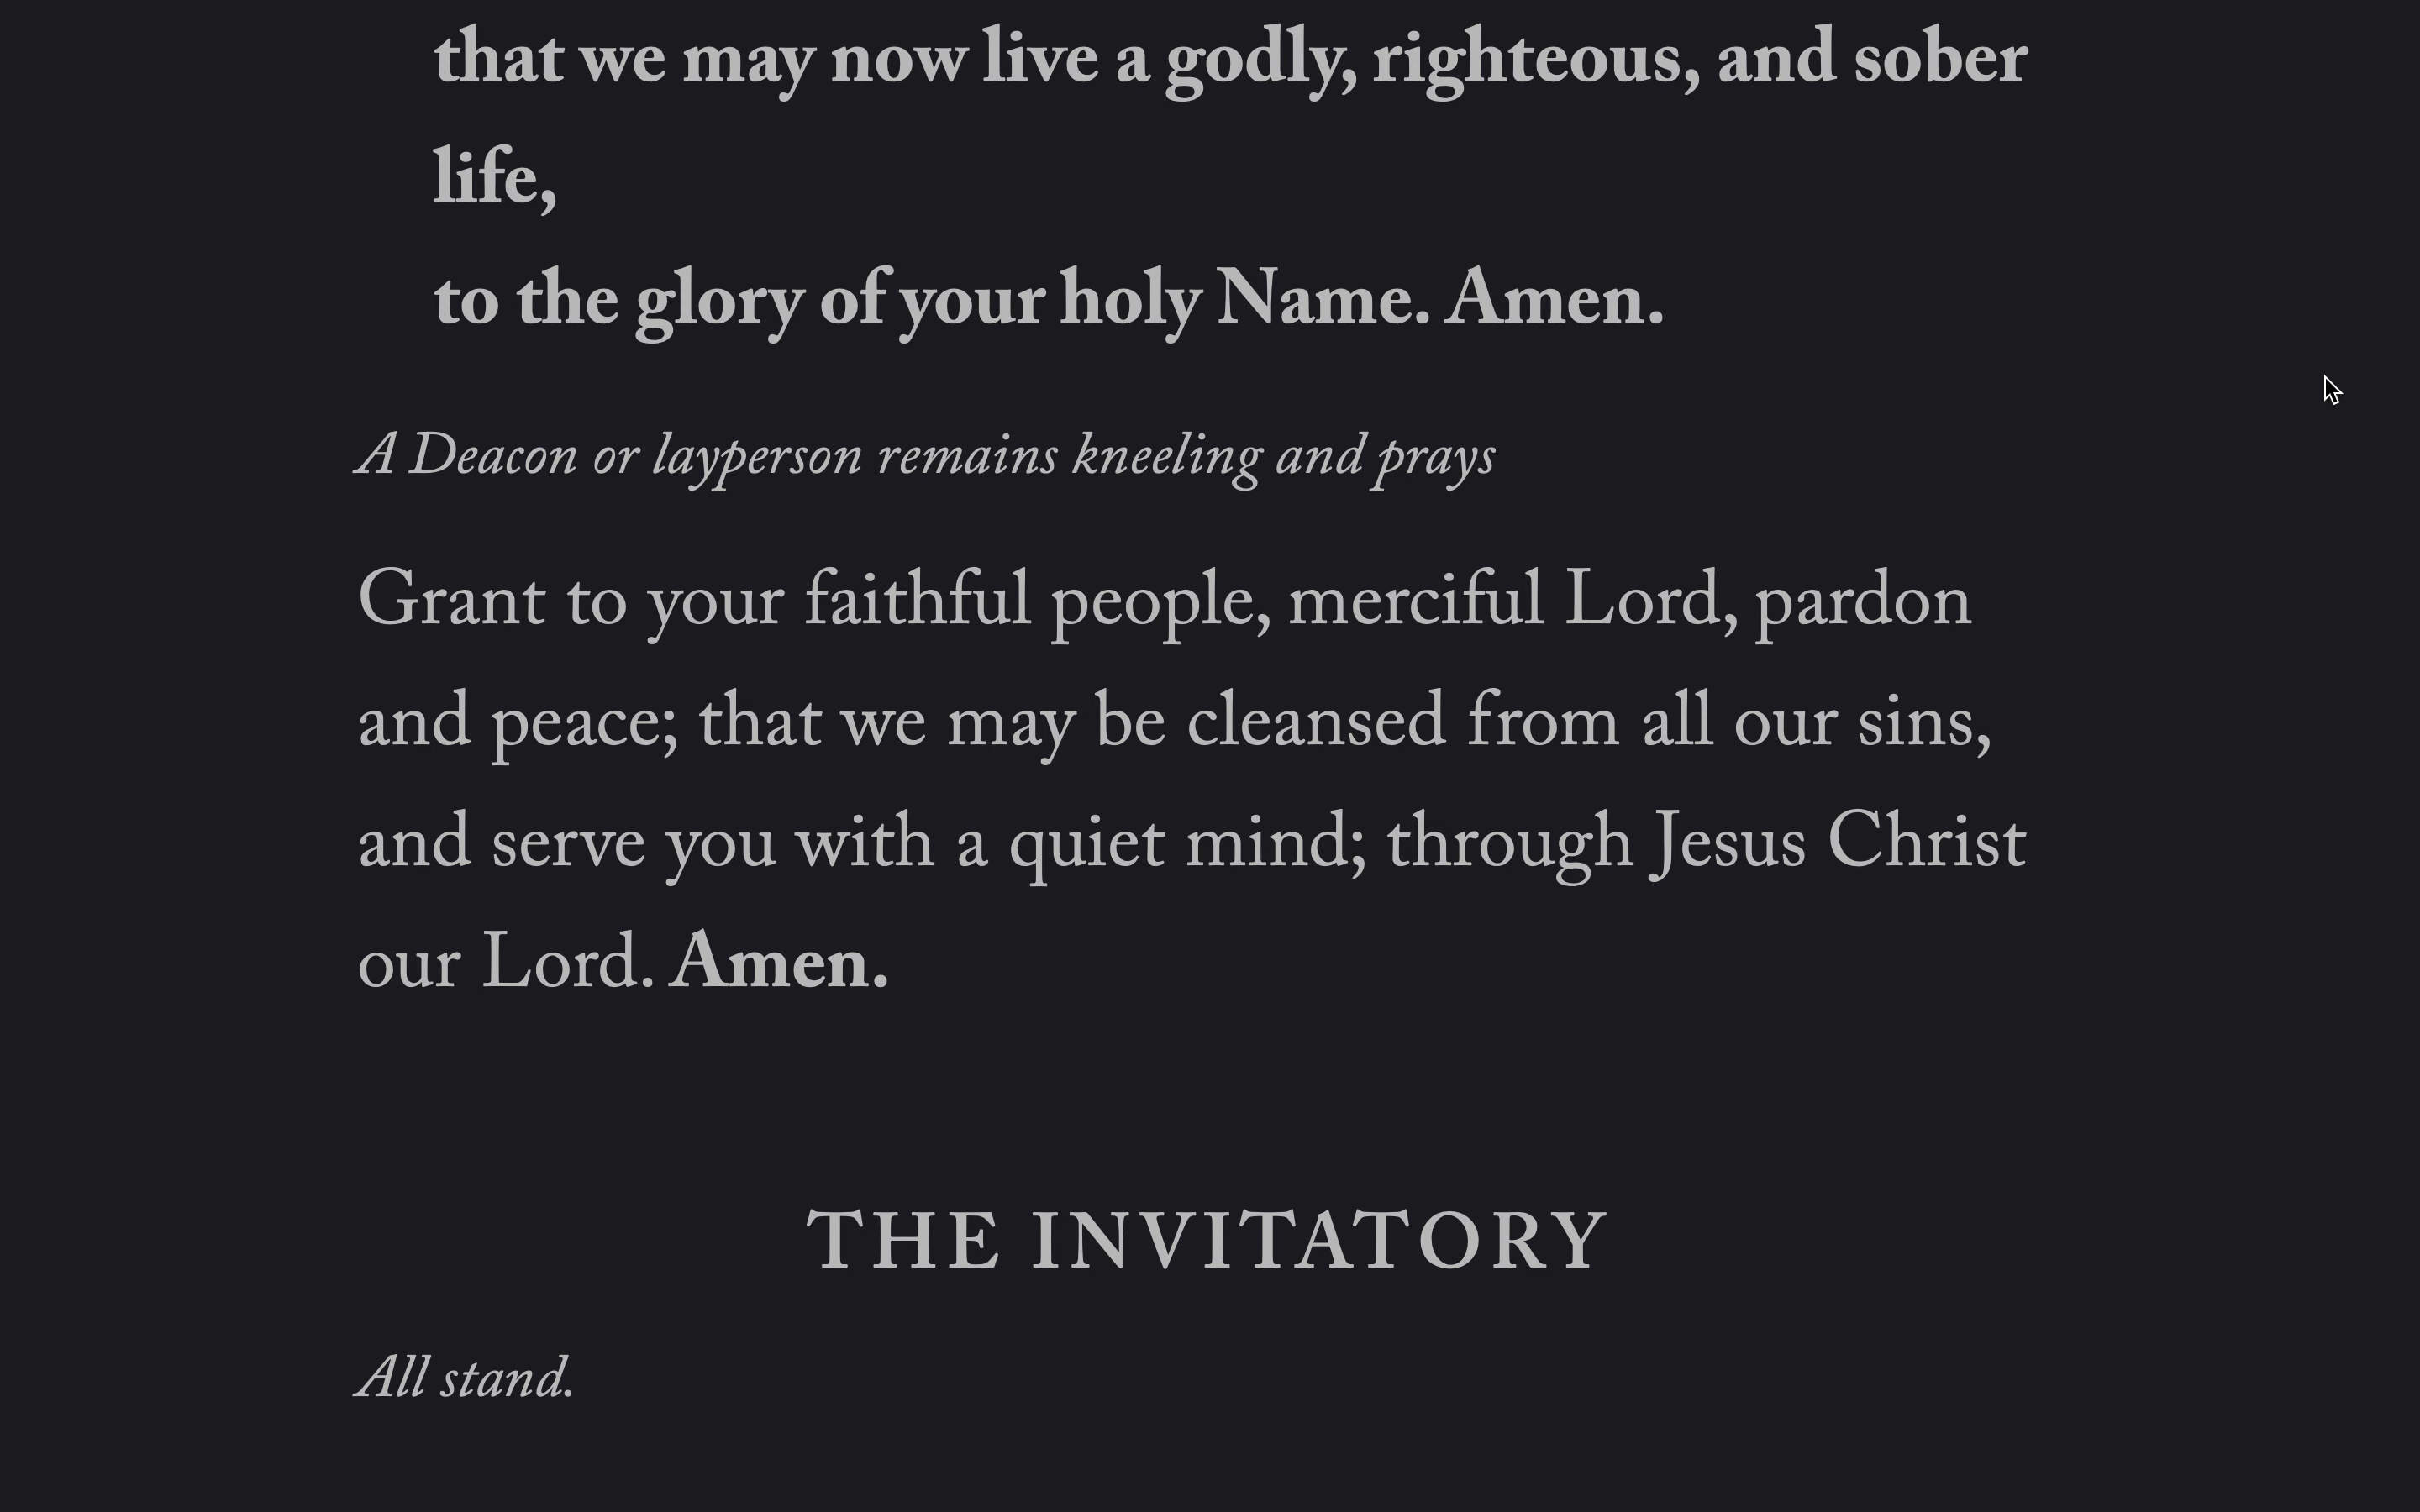 that we may now live a godly, righteous, and sober
life,
to the glory of your holy Name. Amen.
A Deacon or layperson remains kneeling and prays
Grant to your faithful people, merciful Lord, pardon
and peace; that we may be cleansed from all our sins,
and serve you with a quiet mind; through Jesus Christ
our Lord. Amen.
THE INVITATORY
All stand.